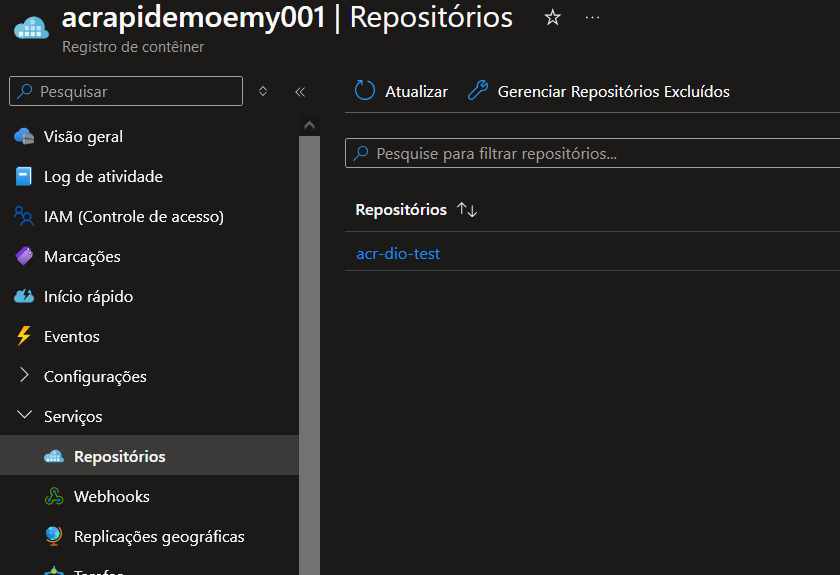 acrapidemoemy001 | Repositórios
Registro de contêiner
Pesquisar
Atualizar
Gerenciar Repositórios Excluídos
Visão geral
Log de atividade
IAM (Controle de acesso)
Marcações
Início rápido
Eventos
Configurações
Serviços
Repositórios
Webhooks
Replicações geográficas
Pesquise para filtrar repositórios...
Repositórios
acr-dio-test